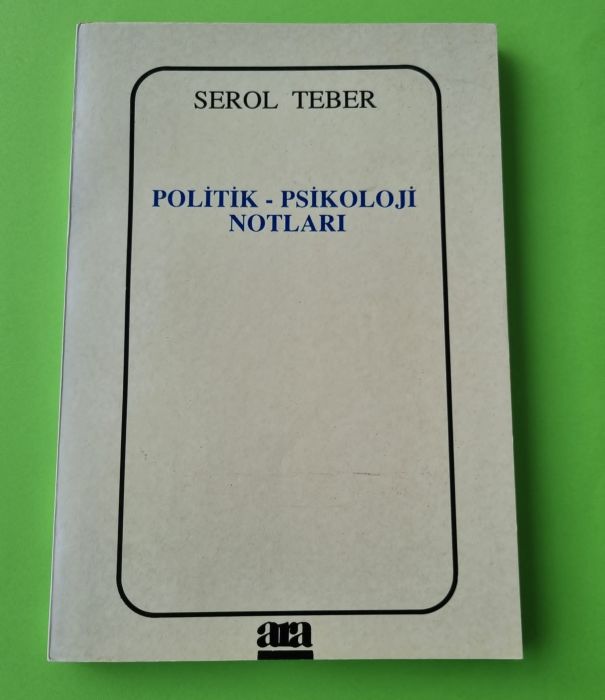 SEROL TEBER
POLİTİK - PSİKOLOJİ
NOTLARI
ara